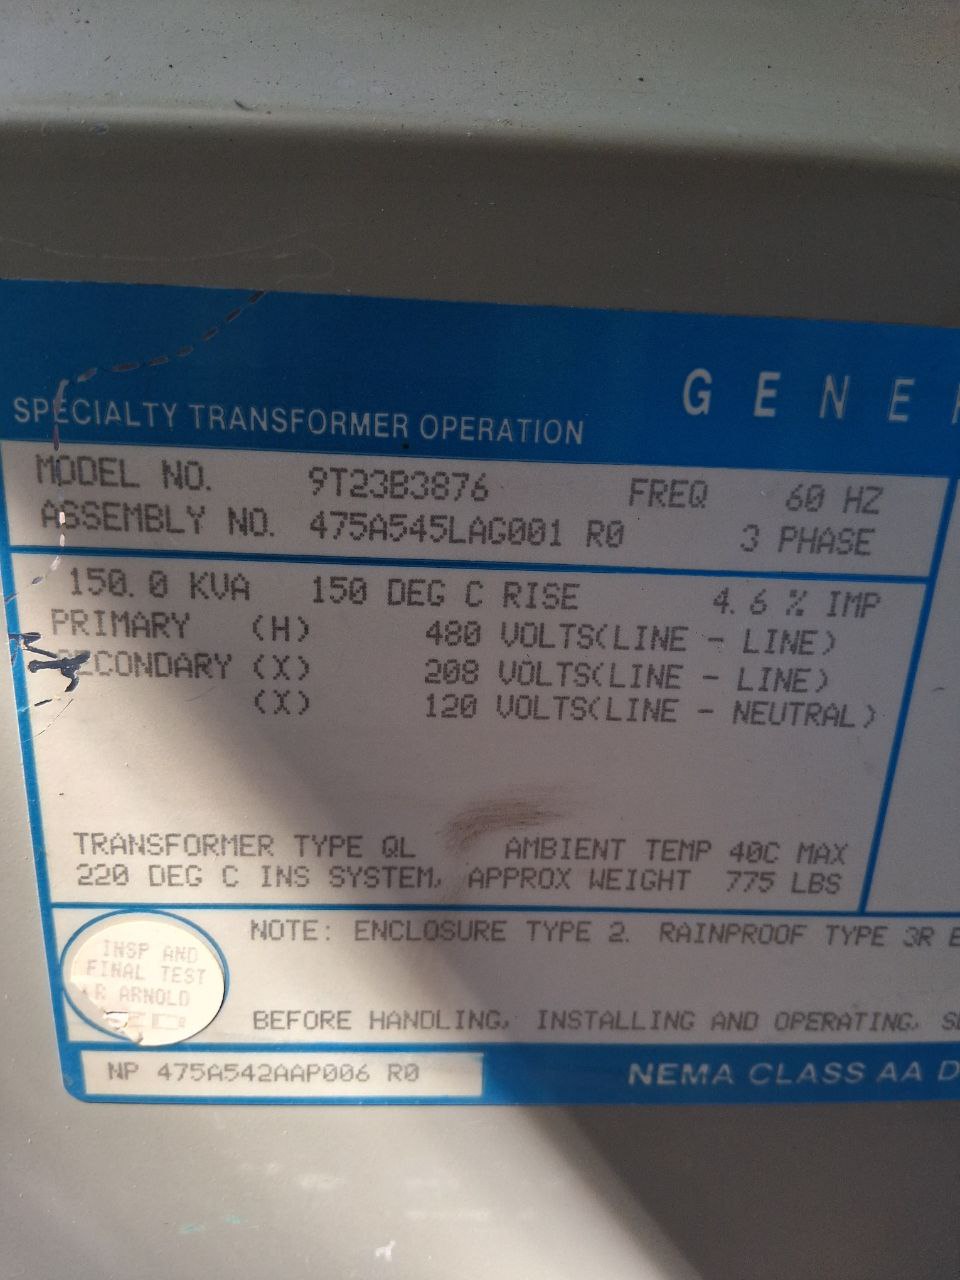 SPECIALTY TRANSFORMER OPERATION GENE
MODEL NO. 9T23B3876 FREQ 60 HZ
ASSEMBLY NO. 475A545LAG001 R0 3 PHASE
150.0 KVA 150 DEG C RISE 4.6 % IMP
PRIMARY (H) 480 VOLTS(LINE - LINE)
SECONDARY (X) 208 VOLTS(LINE - LINE)
(X) 120 VOLTS(LINE - NEUTRAL)
TRANSFORMER TYPE QL AMBIENT TEMP 40C MAX
220 DEG C INS SYSTEM, APPROX WEIGHT 775 LBS
NOTE: ENCLOSURE TYPE 2. RAINPROOF TYPE 3R
INSP AND
FINAL TEST
R ARNOLD
BEFORE HANDLING, INSTALLING AND OPERATING,
NP 475A542AAP006 R0 NEMA CLASS AA